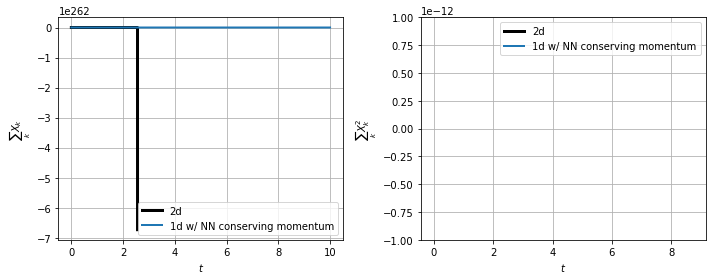 1e262
0
−1
−2
−3
−4
−5
−6
−7
0
2
4
6
8
10
t
∑ X_k
k
2d
1d w/ NN conserving momentum
1e−12
1.00
0.75
0.50
0.25
0.00
−0.25
−0.50
−0.75
−1.00
0
2
4
6
8
t
∑ X_k^2
k
2d
1d w/ NN conserving momentum